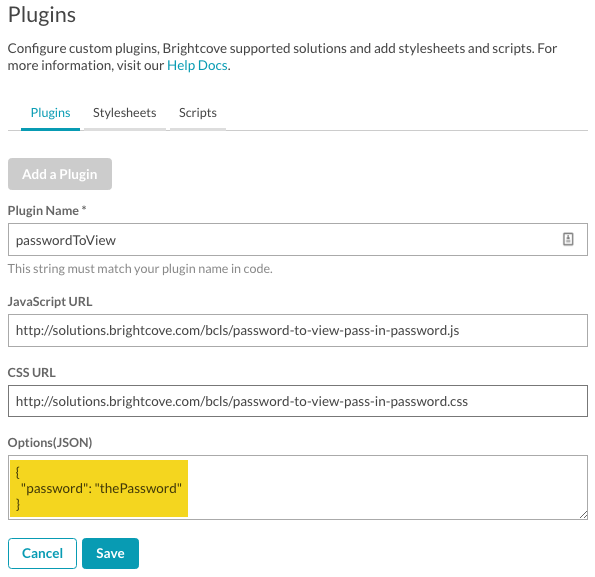 Plugins
Configure custom plugins, Brightcove supported solutions and add stylesheets and scripts. For
more information, visit our Help Docs.
Plugins Stylesheets Scripts
Add a Plugin
Plugin Name *
passwordToView
This string must match your plugin name in code.
JavaScript URL
http://solutions.brightcove.com/bcls/password-to-view-pass-in-password.js
CSS URL
http://solutions.brightcove.com/bcls/password-to-view-pass-in-password.css
Options(JSON)
{
"password": "thePassword"
}
Cancel Save